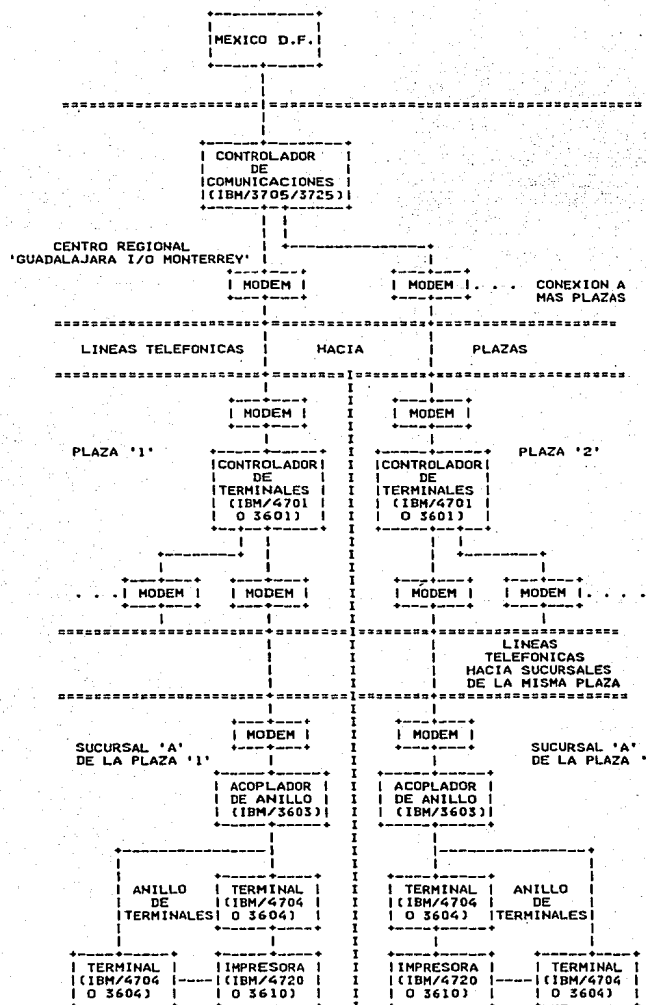 MEXICO D.F.
CONTROLADOR
DE
COMUNICACIONES
(IBM/3705/3725)
CENTRO REGIONAL
'GUADALAJARA I/O MONTERREY'
MODEM
MODEM
. . . CONEXION A
MAS PLAZAS
LINEAS TELEFONICAS HACIA PLAZAS
MODEM
MODEM
PLAZA '1'
PLAZA '2'
CONTROLADOR
DE
TERMINALES
(IBM/4701
O 3601)
CONTROLADOR
DE
TERMINALES
(IBM/4701
O 3601)
. . . MODEM
MODEM
MODEM
MODEM . . . .
LINEAS
TELEFONICAS
HACIA SUCURSALES
DE LA MISMA PLAZA
MODEM
MODEM
SUCURSAL 'A'
DE LA PLAZA '1'
SUCURSAL 'A'
DE LA PLAZA '
ACOPLADOR
DE ANILLO
(IBM/3603)
ACOPLADOR
DE ANILLO
(IBM/3603)
ANILLO
DE
TERMINALES
TERMINAL
(IBM/4704
O 3604)
TERMINAL
(IBM/4704
O 3604)
ANILLO
DE
TERMINALES
TERMINAL
(IBM/4704
O 3604)
IMPRESORA
(IBM/4720
O 3610)
IMPRESORA
(IBM/4720
O 3610)
TERMINAL
(IBM/4704
O 3604)